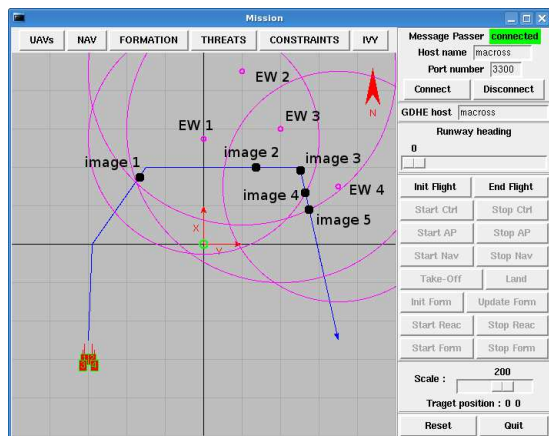 Mission
UAVs NAV FORMATION THREATS CONSTRAINTS IVY
Message Passer connected
Host name macross
Port number 3300
Connect Disconnect
GDHE host macross
Runway heading
0
Init Flight End Flight
Start Ctrl Stop Ctrl
Start AP Stop AP
Start Nav Stop Nav
Take-Off Land
Init Form Update Form
Start Reac Stop Reac
Start Form Stop Form
Scale : 200
Traget position : 0 0
Reset Quit
EW 2
N
EW 3
EW 1
image 2
image 3
image 1
EW 4
image 4
image 5
X
Y